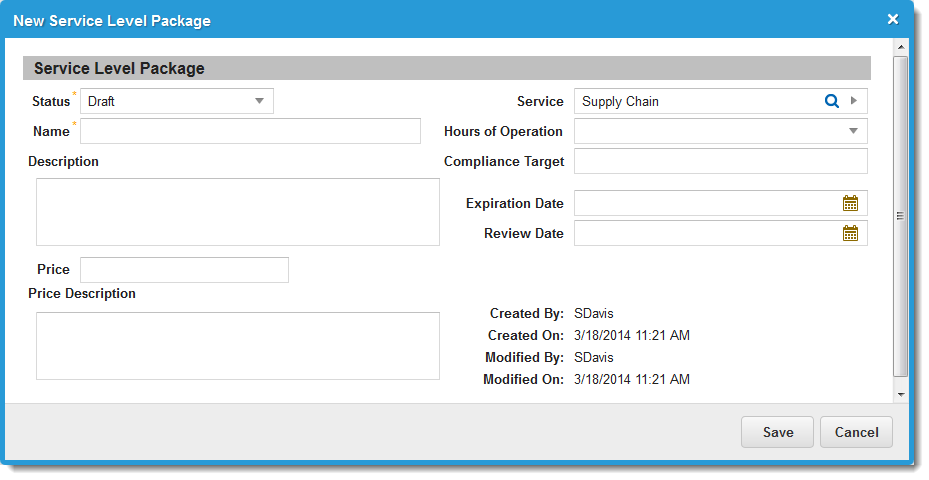 New Service Level Package
Service Level Package
Status* Draft
Service Supply Chain
Name*
Hours of Operation
Description
Compliance Target
Expiration Date
Review Date
Price
Price Description
Created By: SDavis
Created On: 3/18/2014 11:21 AM
Modified By: SDavis
Modified On: 3/18/2014 11:21 AM
Save Cancel